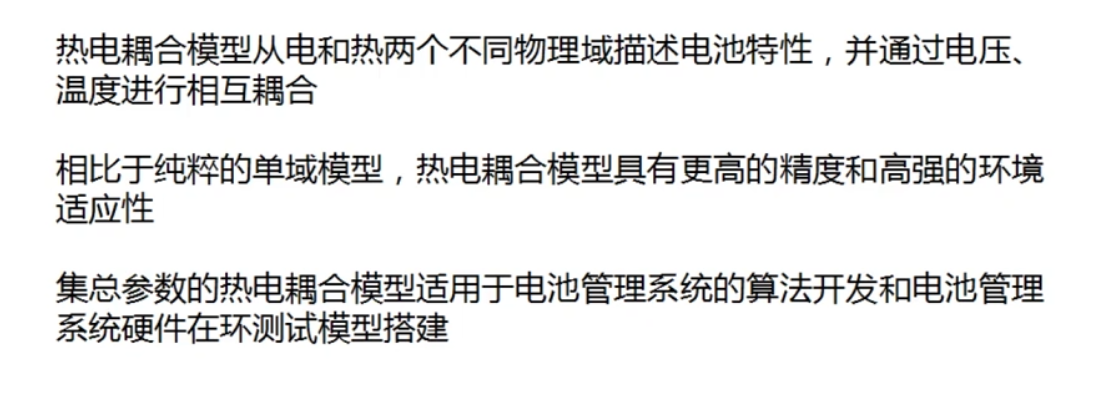 热电耦合模型从电和热两个不同物理域描述电池特性，并通过电压、
温度进行相互耦合
相比于纯粹的单域模型，热电耦合模型具有更高的精度和高强的环境
适应性
集总参数的热电耦合模型适用于电池管理系统的算法开发和电池管理
系统硬件在环测试模型搭建